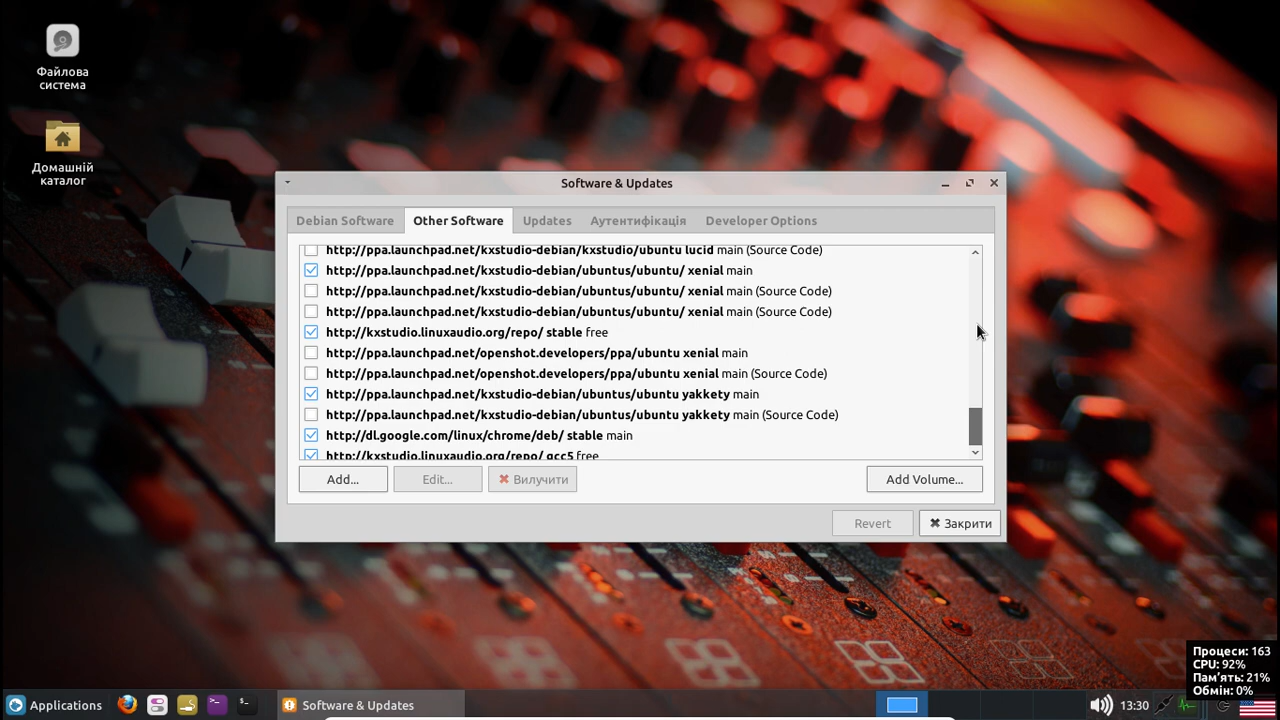 Файлова
система
Домашній
каталог
Software & Updates
Debian Software
Other Software
Updates
Аутентифікація
Developer Options
http://ppa.launchpad.net/kxstudio-debian/kxstudio/ubuntu lucid main (Source Code)
http://ppa.launchpad.net/kxstudio-debian/ubuntus/ubuntu/ xenial main
http://ppa.launchpad.net/kxstudio-debian/ubuntus/ubuntu/ xenial main (Source Code)
http://ppa.launchpad.net/kxstudio-debian/ubuntus/ubuntu/ xenial main (Source Code)
http://kxstudio.linuxaudio.org/repo/ stable free
http://ppa.launchpad.net/openshot.developers/ppa/ubuntu xenial main
http://ppa.launchpad.net/openshot.developers/ppa/ubuntu xenial main (Source Code)
http://ppa.launchpad.net/kxstudio-debian/ubuntus/ubuntu yakkety main
http://ppa.launchpad.net/kxstudio-debian/ubuntus/ubuntu yakkety main (Source Code)
http://dl.google.com/linux/chrome/deb/ stable main
http://kxstudio.linuxaudio.org/repo/ gcc5 free
Add...
Edit...
Вилучити
Add Volume...
Revert
Закрити
Процеси: 163
CPU: 92%
Пам'ять: 21%
Обмін: 0%
Applications
Software & Updates
13:30